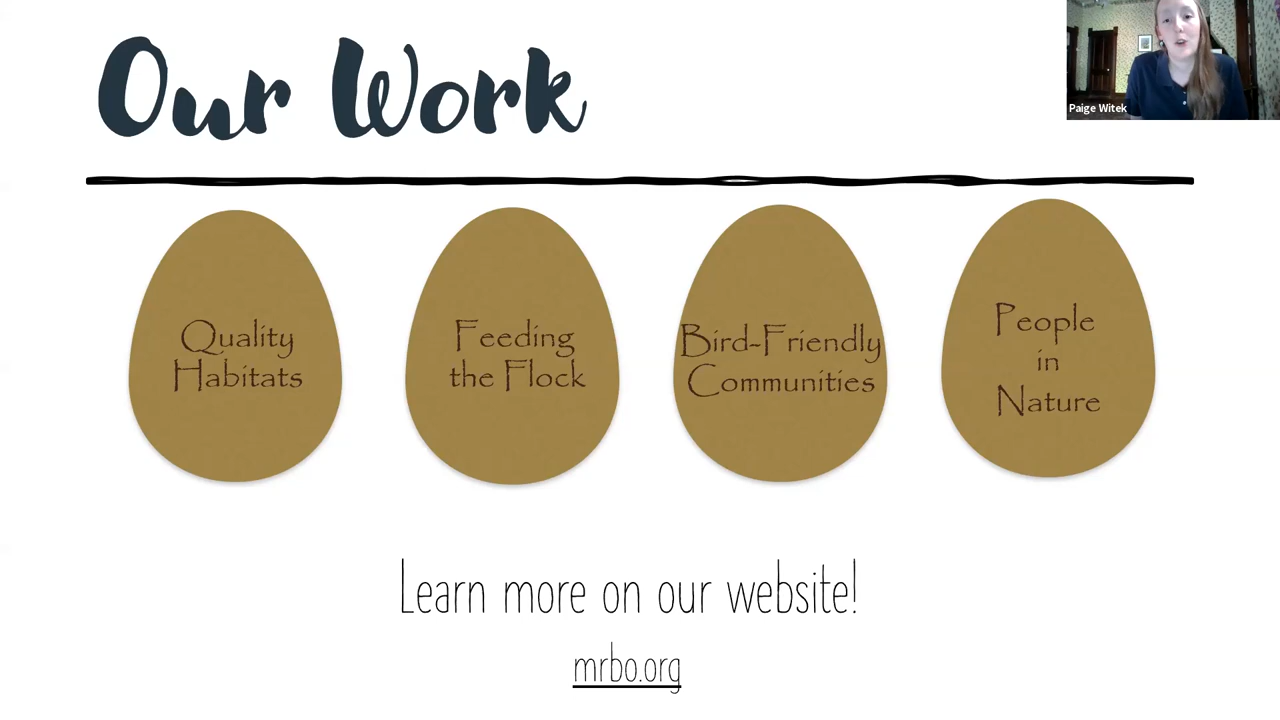 Our Work
Paige Witek
Quality
Habitats
Feeding
the Flock
Bird-Friendly
Communities
People
in
Nature
Learn more on our website!
mrbo.org